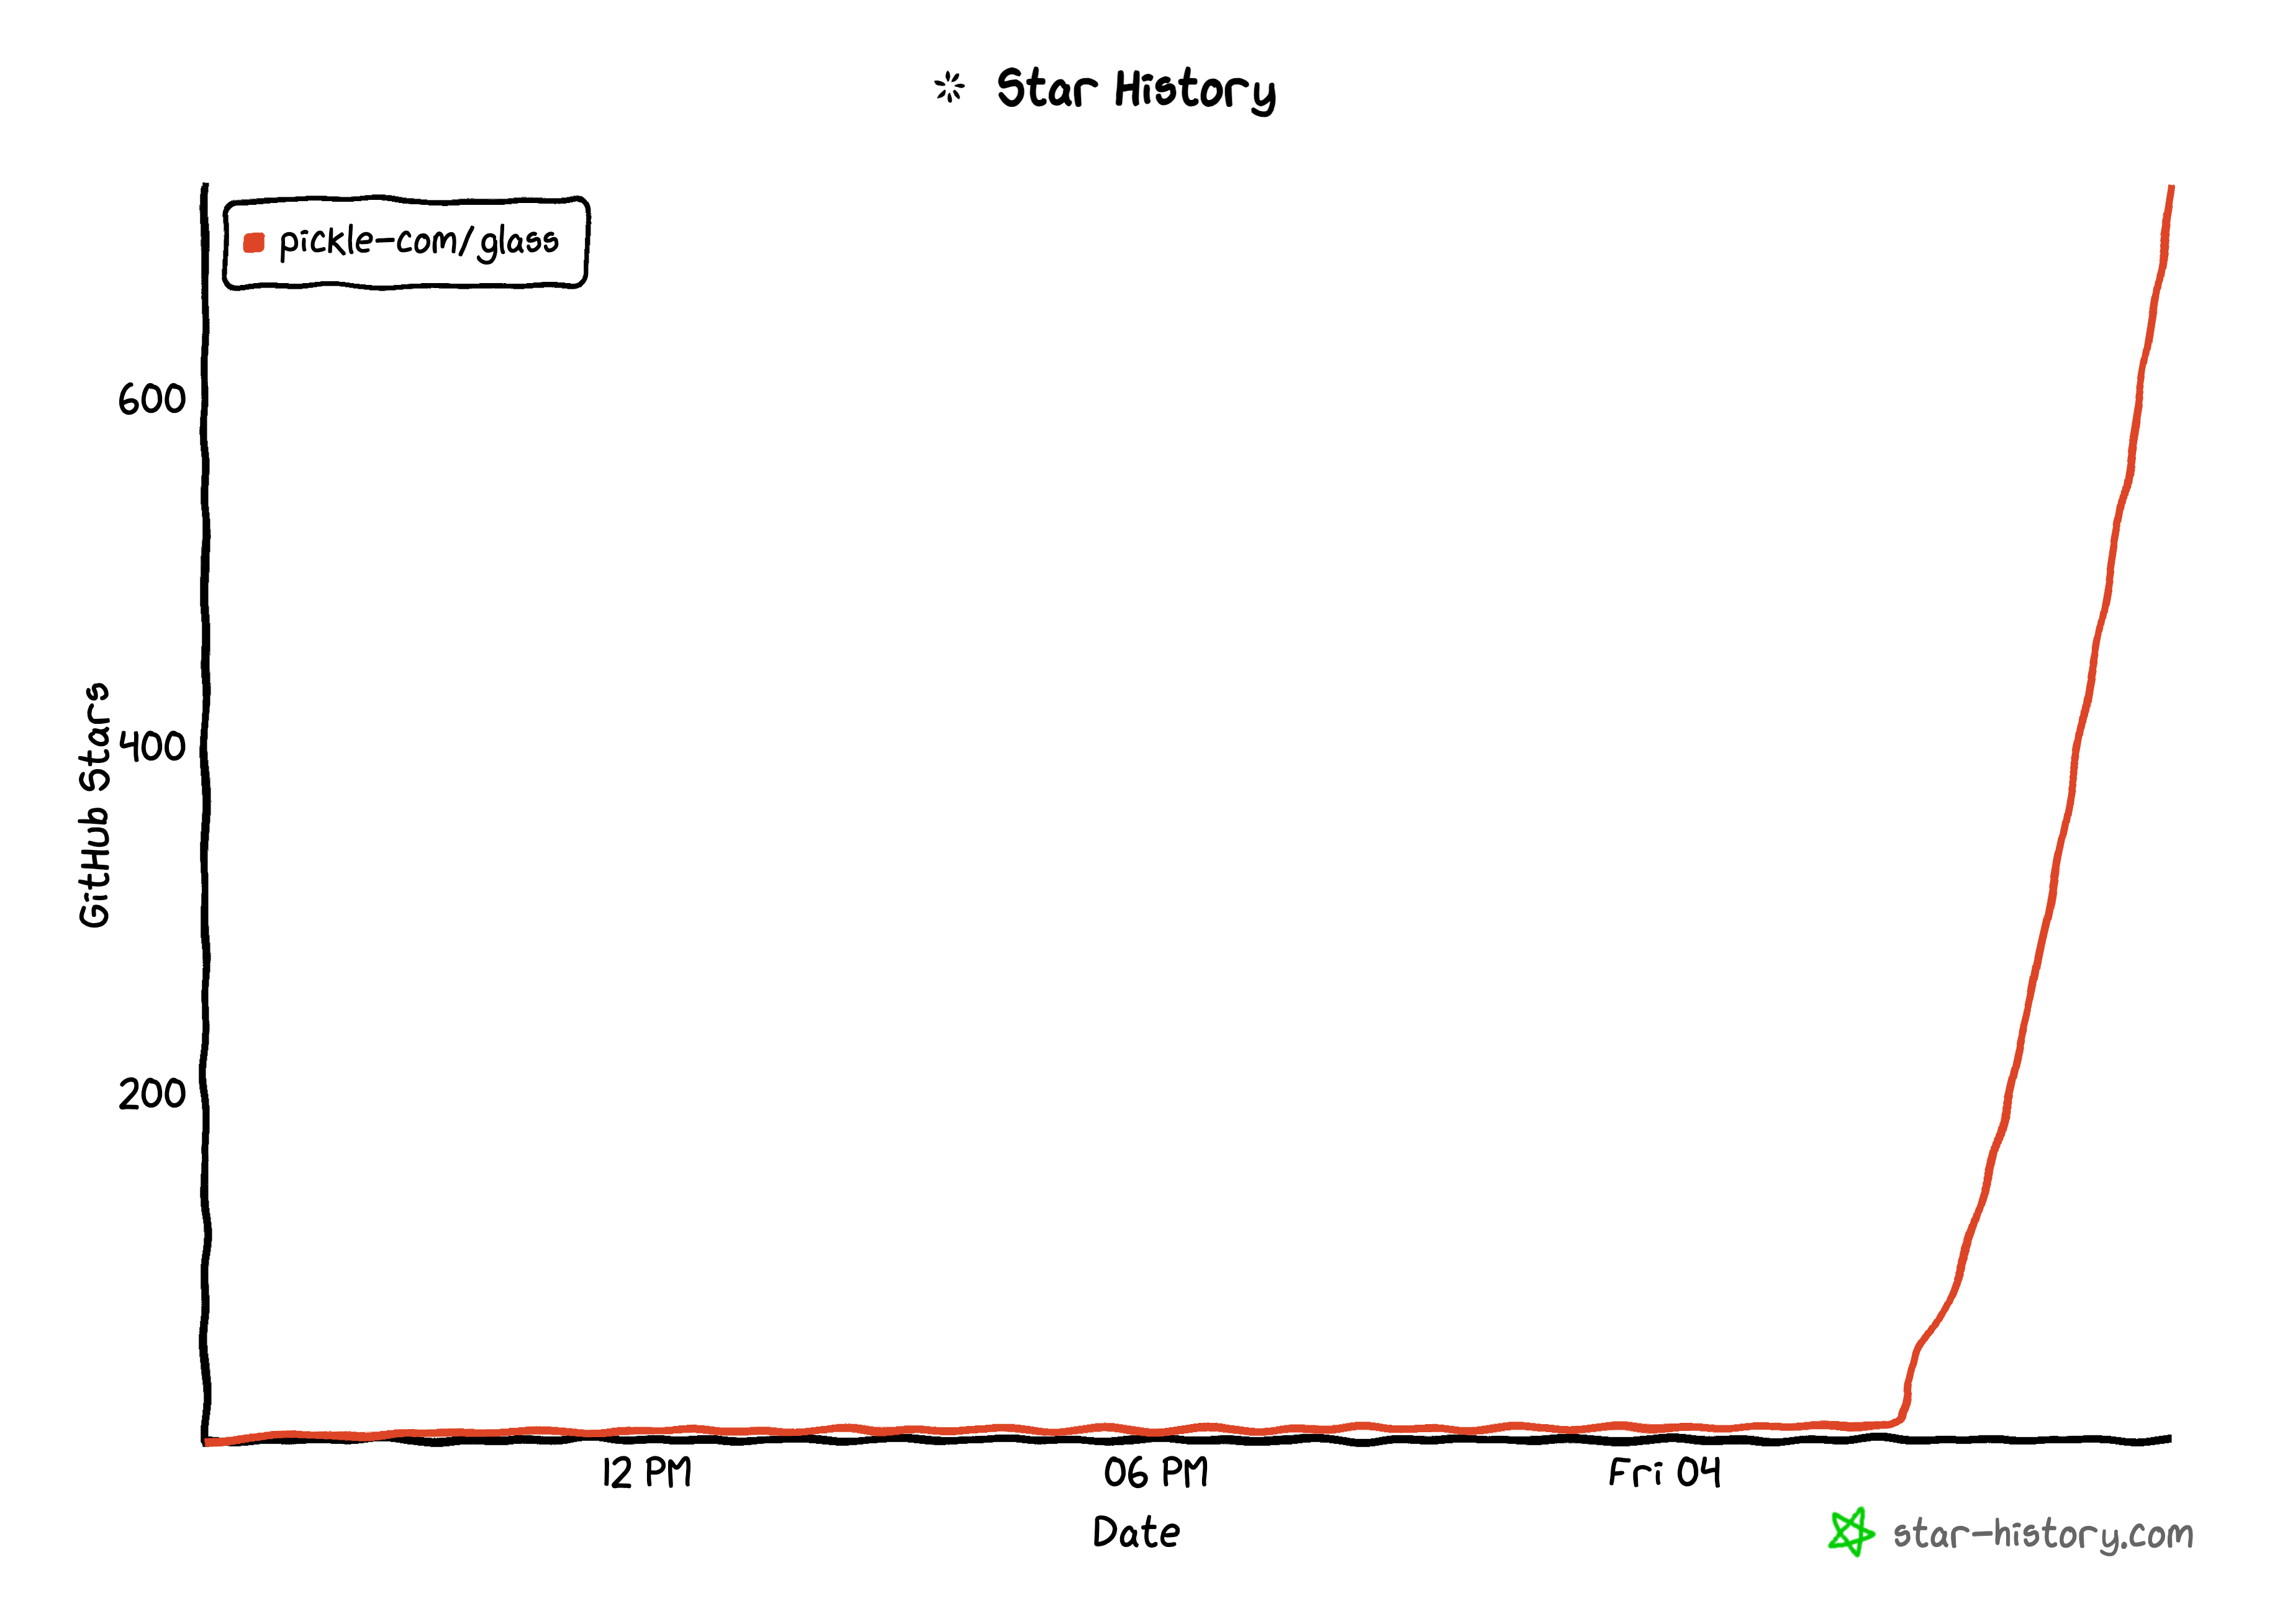 Star History
pickle-com/glass
600
400
200
GitHub Stars
12 PM
06 PM
Fri 04
Date
star-history.com